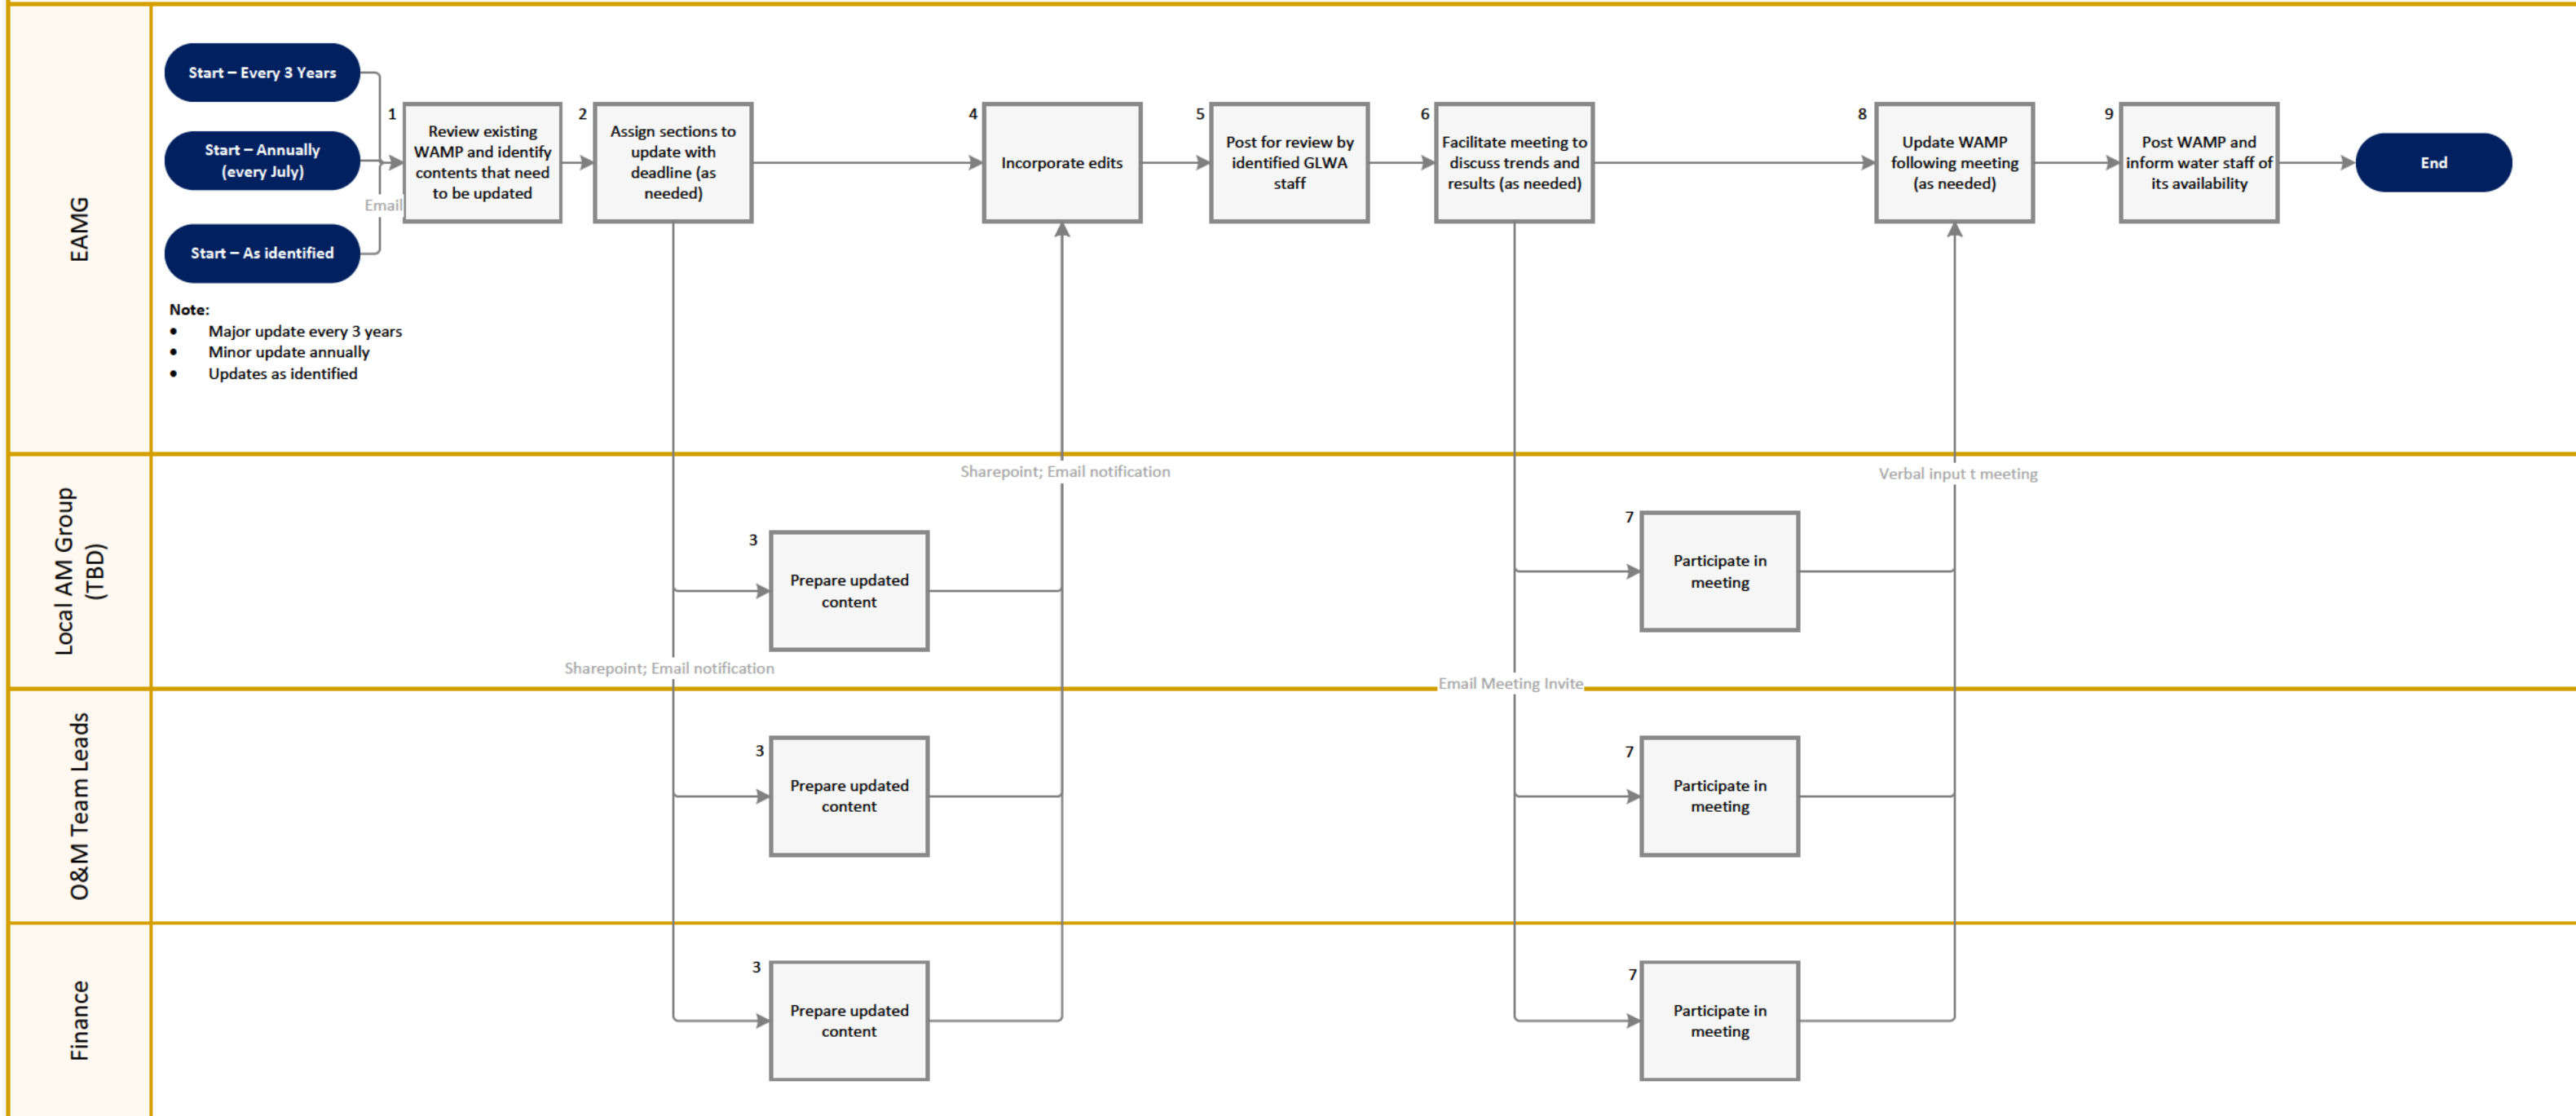 EAMG
Start – Every 3 Years
Start – Annually
(every July)
Start – As identified
Email
Note:
• Major update every 3 years
• Minor update annually
• Updates as identified
1
Review existing
WAMP and identify
contents that need
to be updated
2
Assign sections to
update with
deadline (as
needed)
4
Incorporate edits
5
Post for review by
identified GLWA
staff
6
Facilitate meeting to
discuss trends and
results (as needed)
8
Update WAMP
following meeting
(as needed)
9
Post WAMP and
inform water staff of
its availability
End
Local AM Group
(TBD)
Sharepoint; Email notification
Verbal input t meeting
3
Prepare updated
content
7
Participate in
meeting
Sharepoint; Email notification
Email Meeting Invite
O&M Team Leads
3
Prepare updated
content
7
Participate in
meeting
Finance
3
Prepare updated
content
7
Participate in
meeting